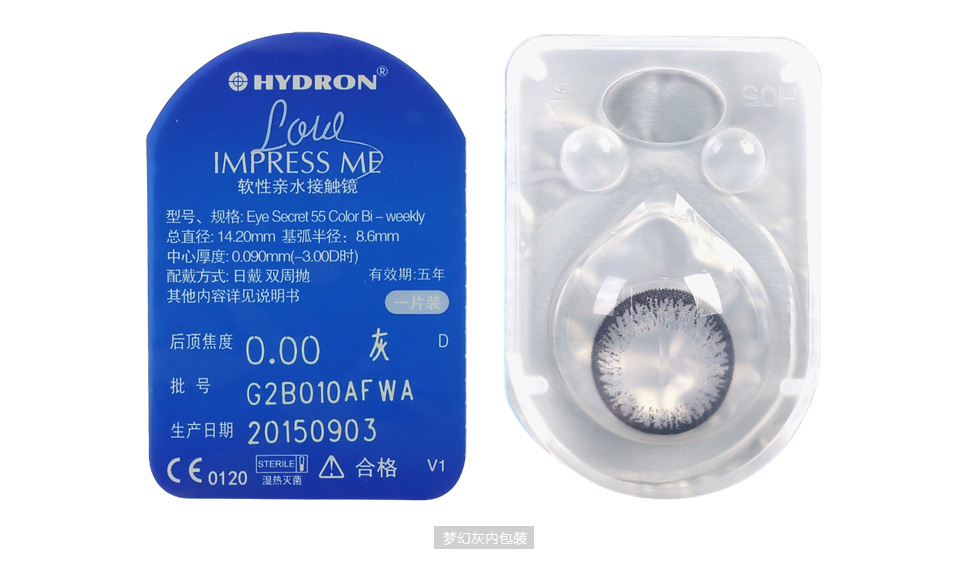 HYDRON®
Love
IMPRESS ME
软性亲水接触镜
型号、规格: Eye Secret 55 Color Bi – weekly
总直径: 14.20mm 基弧半径: 8.6mm
中心厚度: 0.090mm(–3.00D时)
配戴方式: 日戴 双周抛 有效期:五年
其他内容详见说明书
一片装
后顶焦度 0.00 灰 D
批 号 G2B010AFWA
生产日期 20150903
CE 0120 STERILE 湿热灭菌 合格 V1
梦幻灰内包装